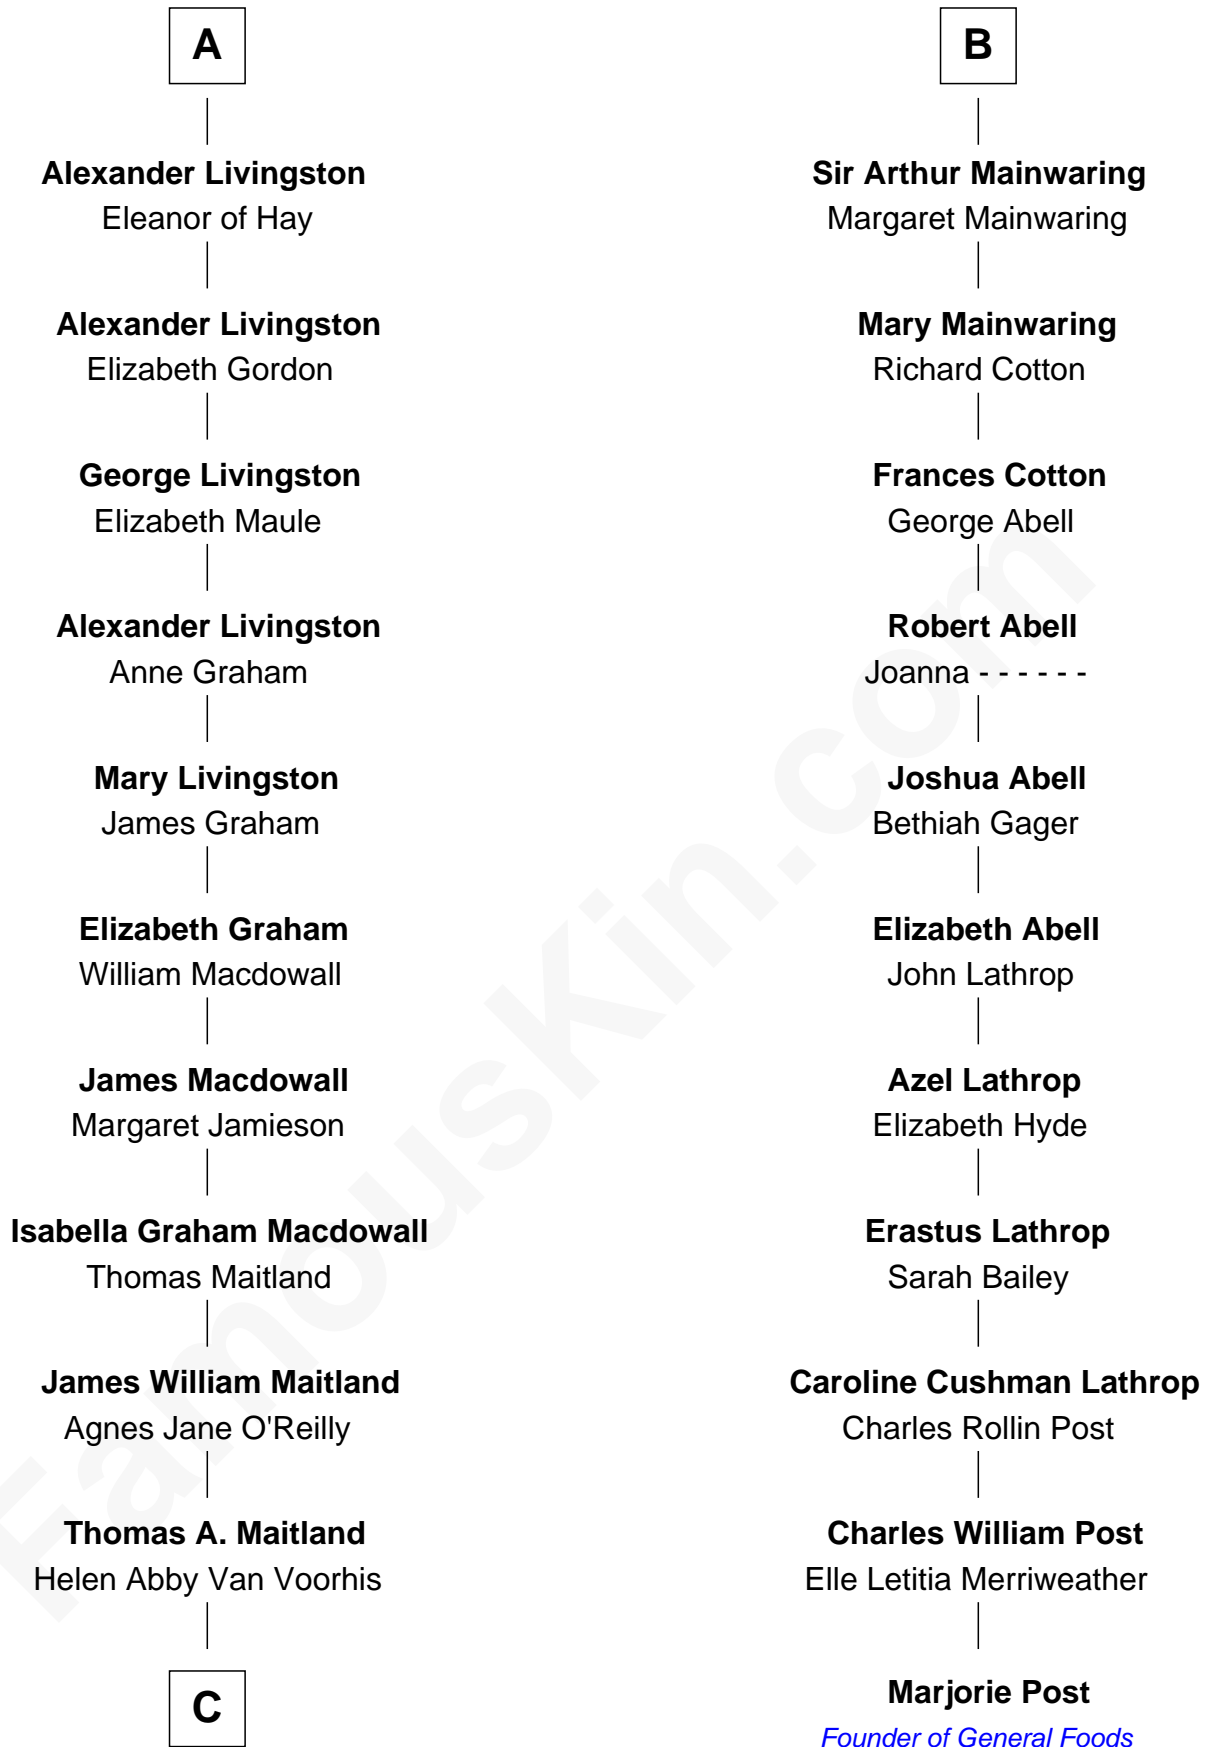 A
Alexander Livingston
Eleanor of Hay
Alexander Livingston
Elizabeth Gordon
George Livingston
Elizabeth Maule
Alexander Livingston
Anne Graham
Mary Livingston
James Graham
Elizabeth Graham
William Macdowall
James Macdowall
Margaret Jamieson
Isabella Graham Macdowall
Thomas Maitland
James William Maitland
Agnes Jane O'Reilly
Thomas A. Maitland
Helen Abby Van Voorhis
C
B
Sir Arthur Mainwaring
Margaret Mainwaring
Mary Mainwaring
Richard Cotton
Frances Cotton
George Abell
Robert Abell
Joanna - - - - - -
Joshua Abell
Bethiah Gager
Elizabeth Abell
John Lathrop
Azel Lathrop
Elizabeth Hyde
Erastus Lathrop
Sarah Bailey
Caroline Cushman Lathrop
Charles Rollin Post
Charles William Post
Elle Letitia Merriweather
Marjorie Post
Founder of General Foods
FamousKin.com